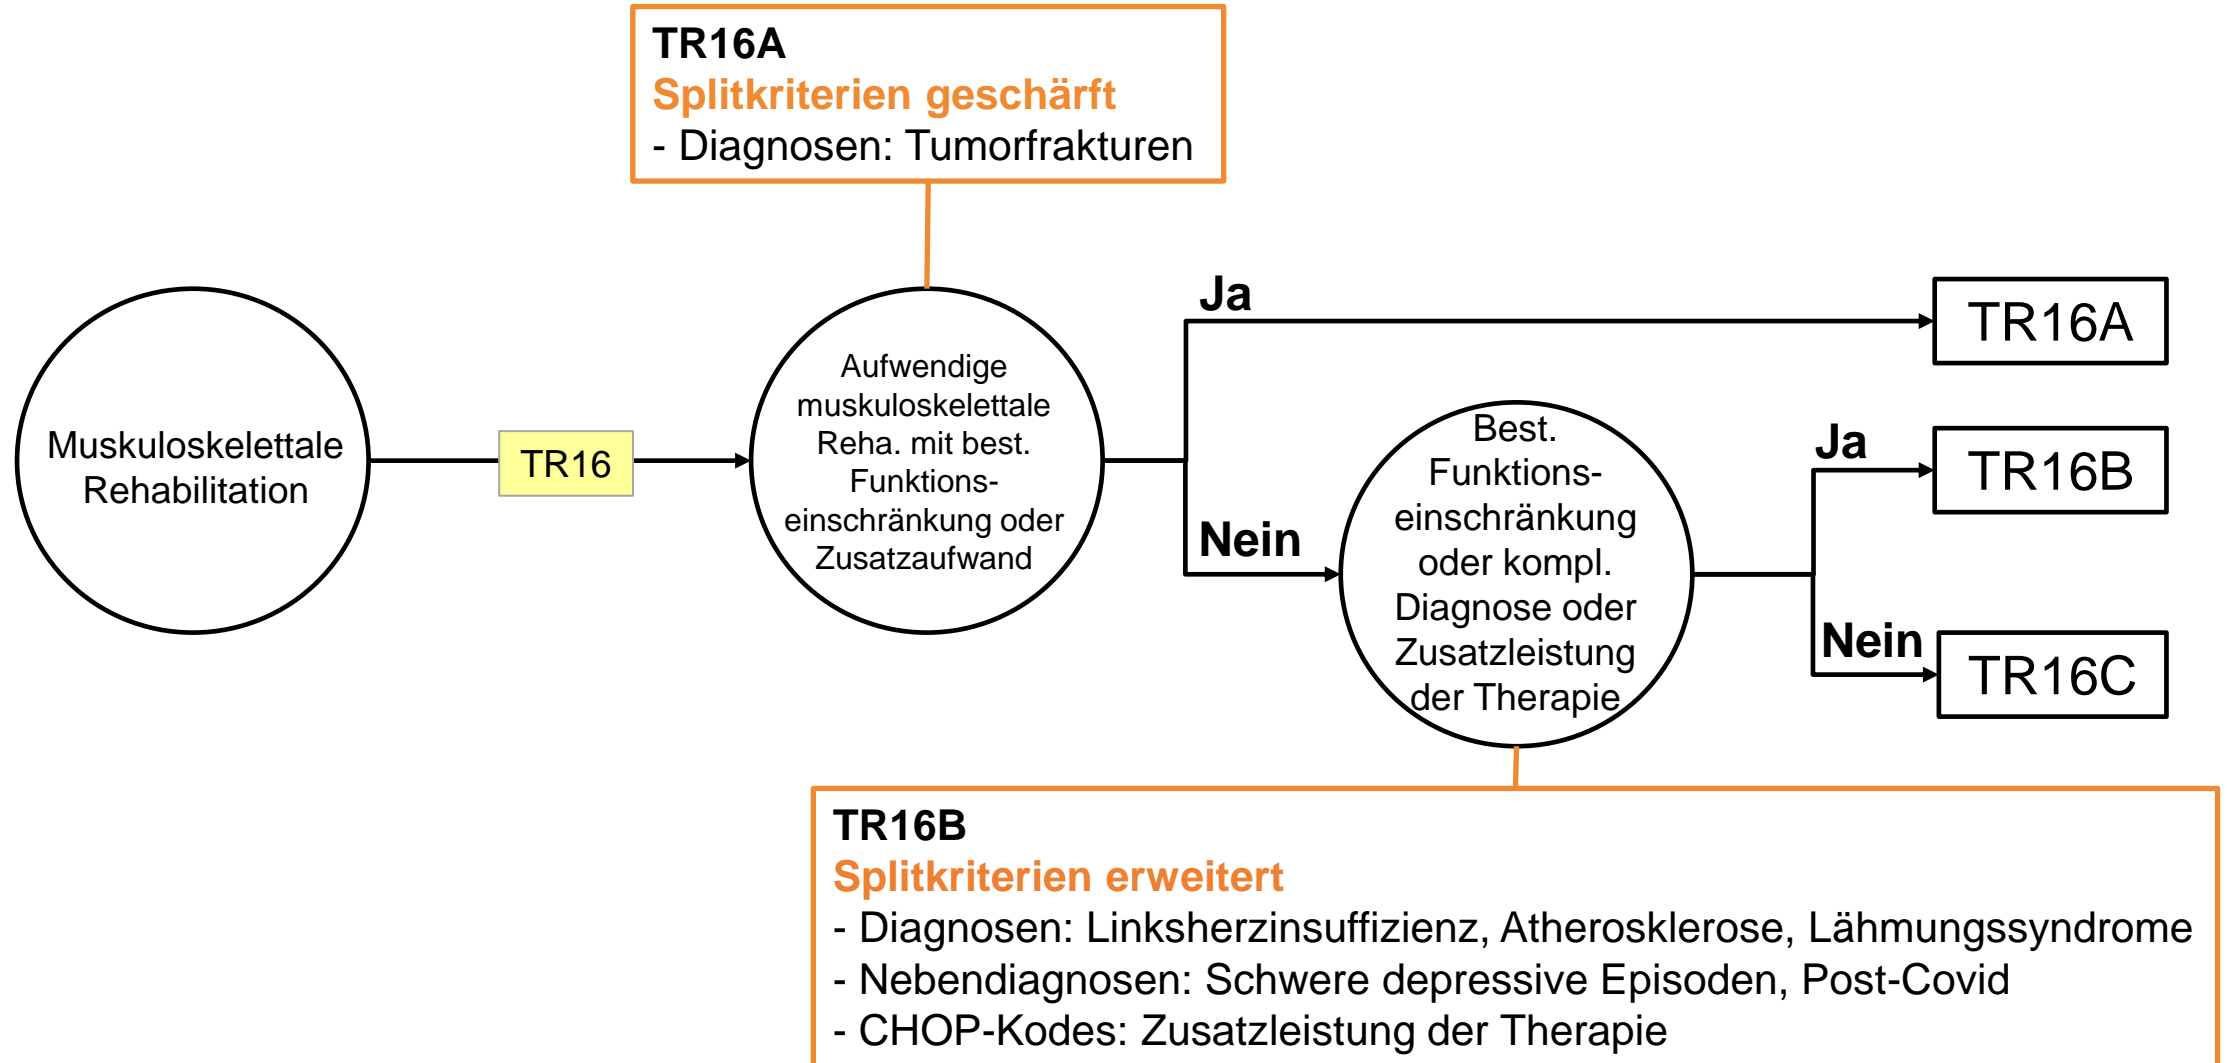 TR16A
Splitkriterien geschärft
- Diagnosen: Tumorfrakturen
Muskuloskelettale
Rehabilitation
TR16
Aufwendige
muskuloskelettale
Reha. mit best.
Funktions-
einschränkung oder
Zusatzaufwand
Ja
Nein
TR16A
Best.
Funktions-
einschränkung
oder kompl.
Diagnose oder
Zusatzleistung
der Therapie
Ja
Nein
TR16B
TR16C
TR16B
Splitkriterien erweitert
- Diagnosen: Linksherzinsuffizienz, Atherosklerose, Lähmungssyndrome
- Nebendiagnosen: Schwere depressive Episoden, Post-Covid
- CHOP-Kodes: Zusatzleistung der Therapie